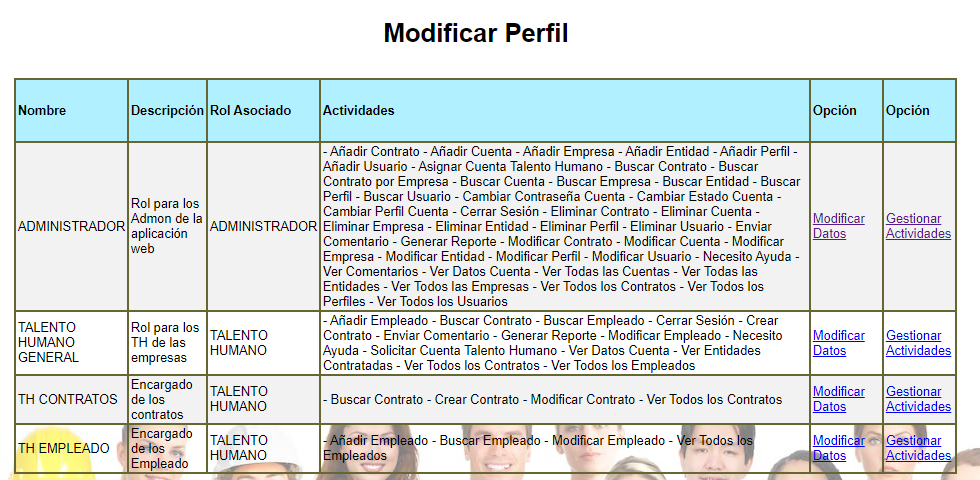 Modificar Perfil
Nombre Descripción Rol Asociado Actividades Opción Opción
ADMINISTRADOR
Rol para los
Admon de la
aplicación
web
ADMINISTRADOR
- Añadir Contrato - Añadir Cuenta - Añadir Empresa - Añadir Entidad - Añadir Perfil -
Añadir Usuario - Asignar Cuenta Talento Humano - Buscar Contrato - Buscar
Contrato por Empresa - Buscar Cuenta - Buscar Empresa - Buscar Entidad - Buscar
Perfil - Buscar Usuario - Cambiar Contraseña Cuenta - Cambiar Estado Cuenta -
Cambiar Perfil Cuenta - Cerrar Sesión - Eliminar Contrato - Eliminar Cuenta -
Eliminar Empresa - Eliminar Entidad - Eliminar Perfil - Eliminar Usuario - Enviar
Comentario - Generar Reporte - Modificar Contrato - Modificar Cuenta - Modificar
Empresa - Modificar Entidad - Modificar Perfil - Modificar Usuario - Necesito Ayuda -
Ver Comentarios - Ver Datos Cuenta - Ver Todas las Cuentas - Ver Todas las
Entidades - Ver Todos las Empresas - Ver Todos los Contratos - Ver Todos los
Perfiles - Ver Todos los Usuarios
Modificar
Datos
Gestionar
Actividades
TALENTO
HUMANO
GENERAL
Rol para los
TH de las
empresas
TALENTO
HUMANO
- Añadir Empleado - Buscar Contrato - Buscar Empleado - Cerrar Sesión - Crear
Contrato - Enviar Comentario - Generar Reporte - Modificar Empleado - Necesito
Ayuda - Solicitar Cuenta Talento Humano - Ver Datos Cuenta - Ver Entidades
Contratadas - Ver Todos los Contratos - Ver Todos los Empleados
Modificar
Datos
Gestionar
Actividades
TH CONTRATOS
Encargado
de los
contratos
TALENTO
HUMANO
- Buscar Contrato - Crear Contrato - Modificar Contrato - Ver Todos los Contratos
Modificar
Datos
Gestionar
Actividades
TH EMPLEADO
Encargado
de los
Empleado
TALENTO
HUMANO
- Añadir Empleado - Buscar Empleado - Modificar Empleado - Ver Todos los
Empleados
Modificar
Datos
Gestionar
Actividades